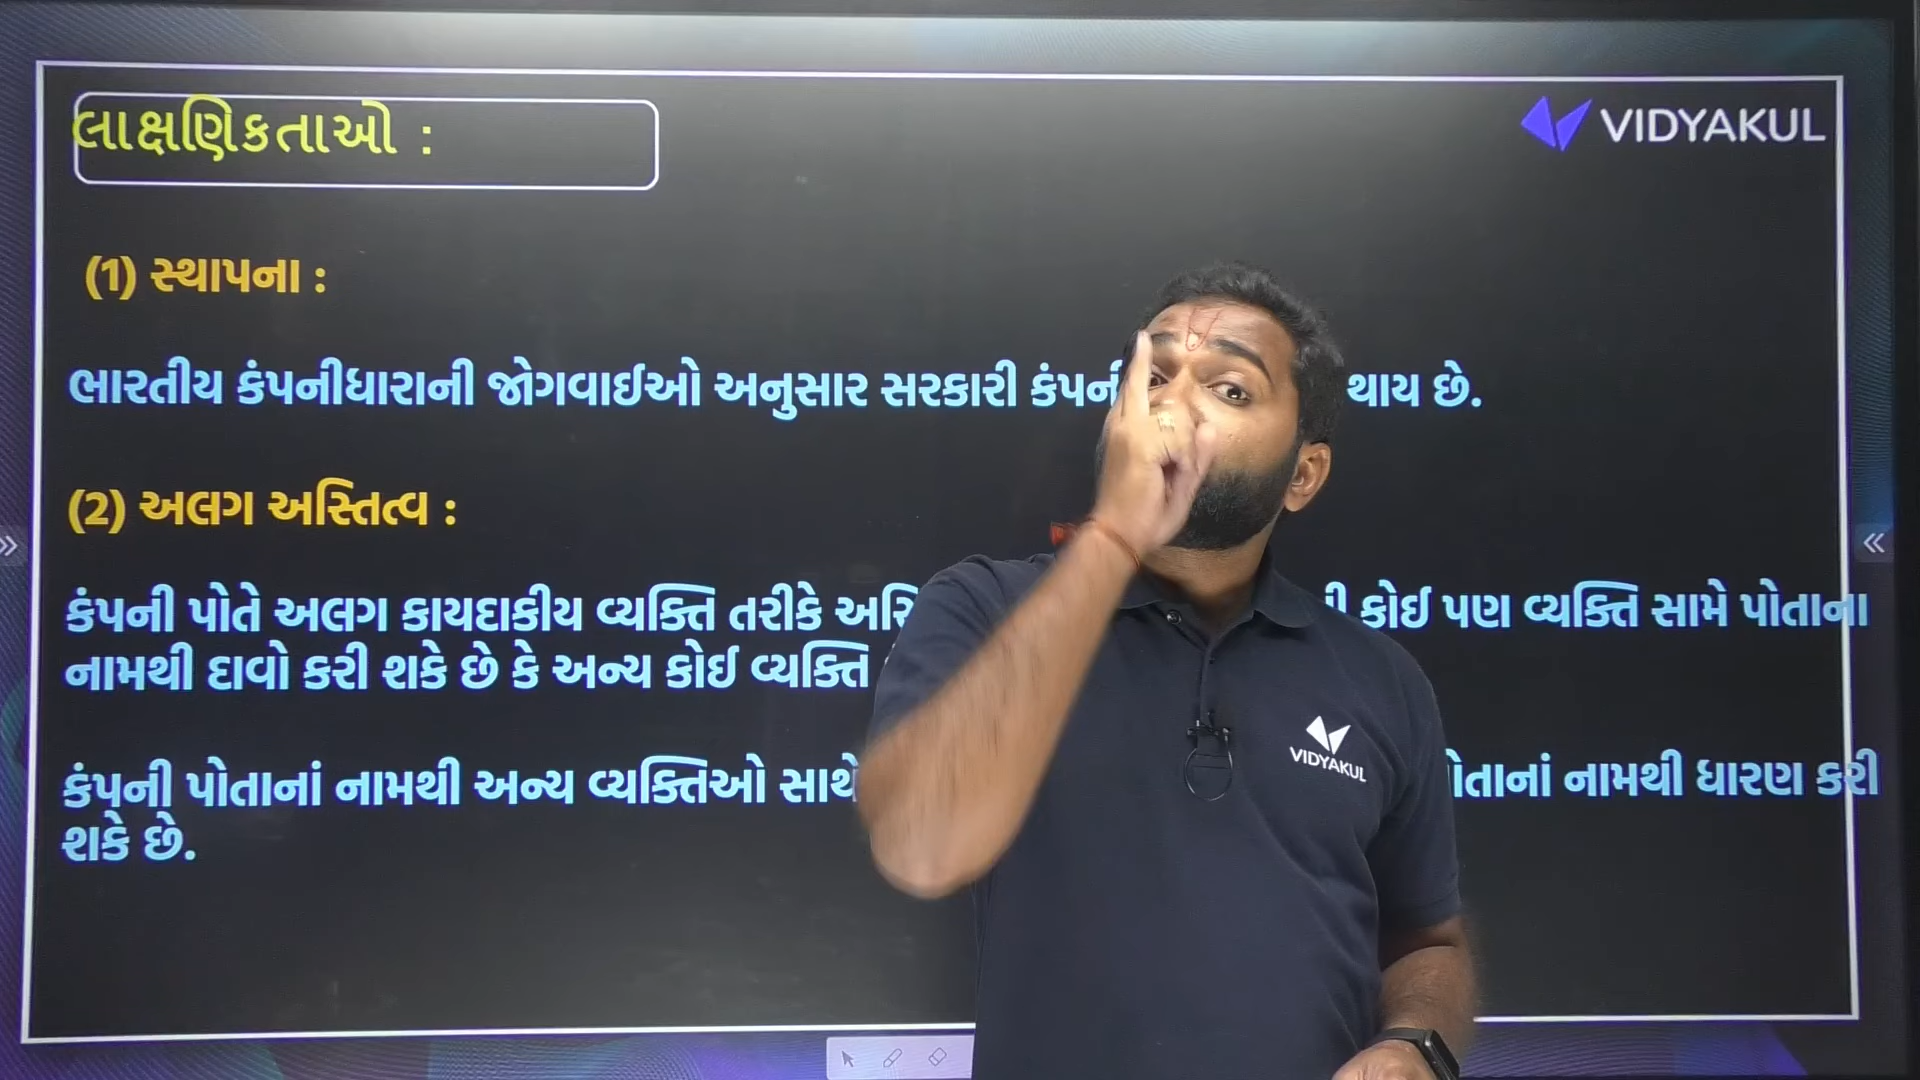 લાક્ષણિકતાઓ :
VIDYAKUL
(1) સ્થાપના :
ભારતીય કંપનીધારાની જોગવાઈઓ અનુસાર સરકારી થાય છે.
(2) અલગ અસ્તિત્વ :
કંપની પોતે અલગ કાયદાકીય વ્યક્તિ તરીકે કોઈ પણ વ્યક્તિ સામે પોતાના
નામથી દાવો કરી શકે છે કે અન્ય કોઈ વ્યક્તિ
કંપની પોતાનાં નામથી અન્ય વ્યક્તિઓ સાથે નામથી ધારણ કરી
શકે છે.
VIDYAKUL